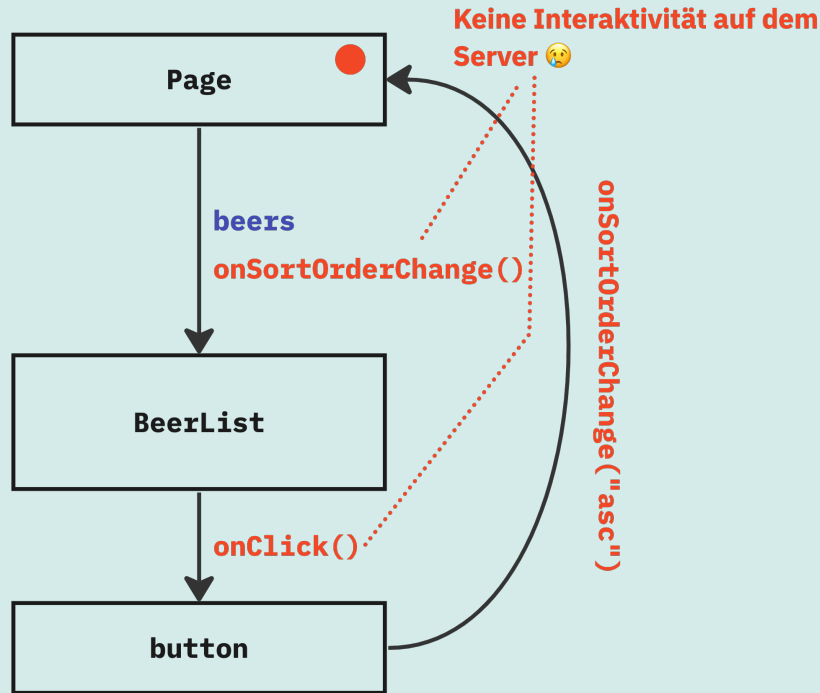 Keine Interaktivität auf dem
Server 😢
Page
beers
onSortOrderChange()
onSortOrderChange("asc")
BeerList
onClick()
button